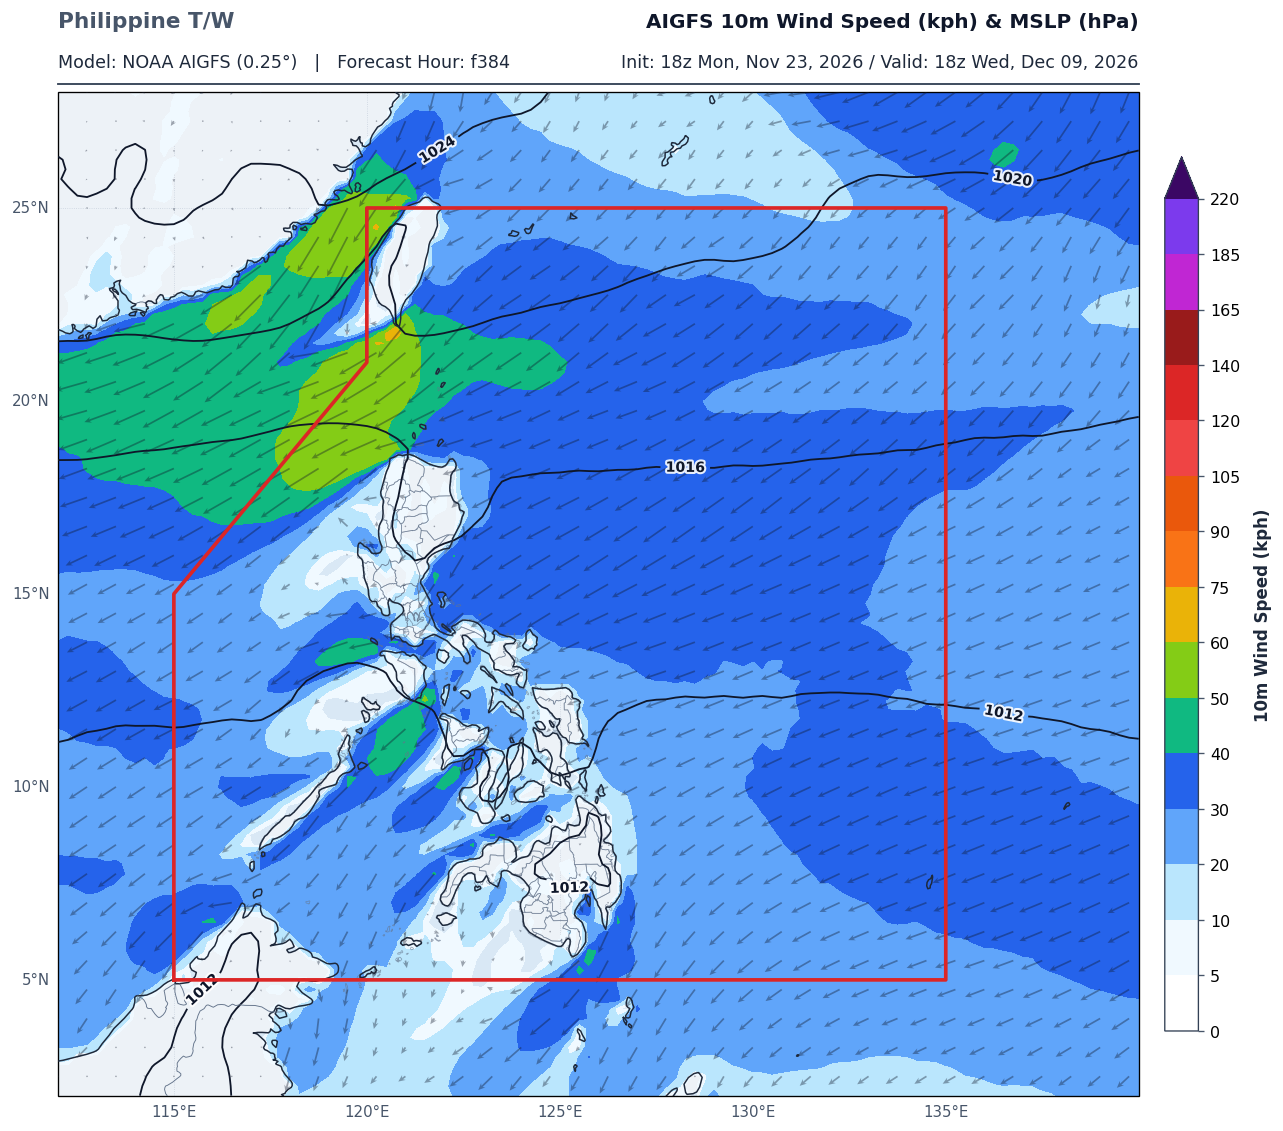 Philippine T/W
AIGFS 10m Wind Speed (kph) & MSLP (hPa)
Model: NOAA AIGFS (0.25°) | Forecast Hour: f384
Init: 18z Mon, Nov 23, 2026 / Valid: 18z Wed, Dec 09, 2026
1024
1020
1016
1012
1012
1012
25°N
20°N
15°N
10°N
5°N
115°E
120°E
125°E
130°E
135°E
220
185
165
140
120
105
90
75
60
50
40
30
20
10
5
0
10m Wind Speed (kph)